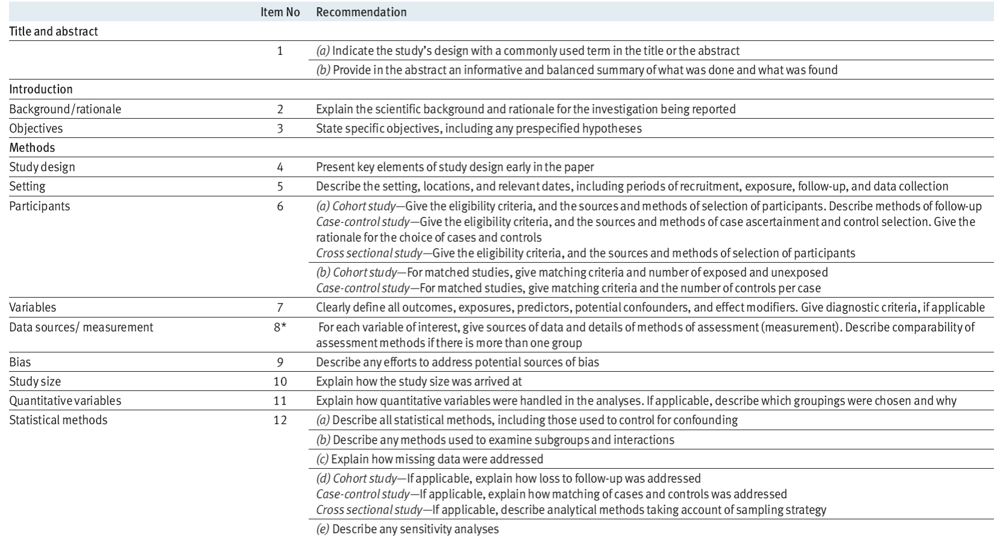 Item No Recommendation
Title and abstract
1 (a) Indicate the study's design with a commonly used term in the title or the abstract
(b) Provide in the abstract an informative and balanced summary of what was done and what was found
Introduction
Background/rationale 2 Explain the scientific background and rationale for the investigation being reported
Objectives 3 State specific objectives, including any prespecified hypotheses
Methods
Study design 4 Present key elements of study design early in the paper
Setting 5 Describe the setting, locations, and relevant dates, including periods of recruitment, exposure, follow-up, and data collection
Participants 6 (a) Cohort study—Give the eligibility criteria, and the sources and methods of selection of participants. Describe methods of follow-up
Case-control study—Give the eligibility criteria, and the sources and methods of case ascertainment and control selection. Give the
rationale for the choice of cases and controls
Cross sectional study—Give the eligibility criteria, and the sources and methods of selection of participants
(b) Cohort study—For matched studies, give matching criteria and number of exposed and unexposed
Case-control study—For matched studies, give matching criteria and the number of controls per case
Variables 7 Clearly define all outcomes, exposures, predictors, potential confounders, and effect modifiers. Give diagnostic criteria, if applicable
Data sources/ measurement 8* For each variable of interest, give sources of data and details of methods of assessment (measurement). Describe comparability of
assessment methods if there is more than one group
Bias 9 Describe any efforts to address potential sources of bias
Study size 10 Explain how the study size was arrived at
Quantitative variables 11 Explain how quantitative variables were handled in the analyses. If applicable, describe which groupings were chosen and why
Statistical methods 12 (a) Describe all statistical methods, including those used to control for confounding
(b) Describe any methods used to examine subgroups and interactions
(c) Explain how missing data were addressed
(d) Cohort study—If applicable, explain how loss to follow-up was addressed
Case-control study—If applicable, explain how matching of cases and controls was addressed
Cross sectional study—If applicable, describe analytical methods taking account of sampling strategy
(e) Describe any sensitivity analyses